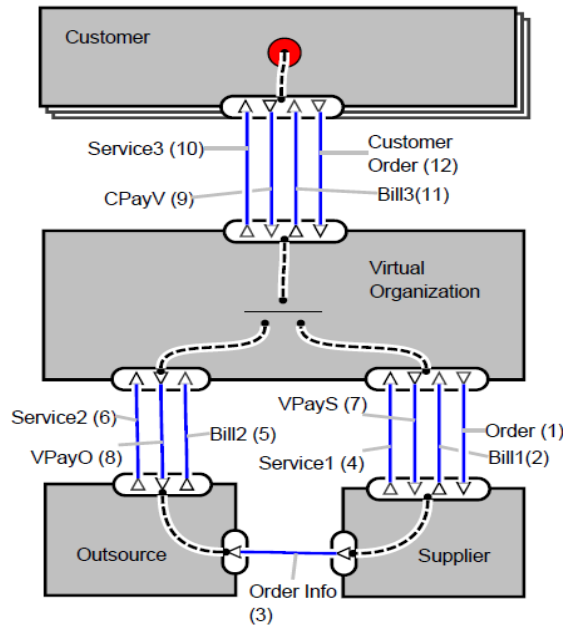 Customer
Service3 (10)
Customer
Order (12)
CPayV (9)
Bill3(11)
Virtual
Organization
Service2 (6)
VPayO (8)
Bill2 (5)
VPayS (7)
Service1 (4)
Order (1)
Bill1(2)
Outsource
Supplier
Order Info
(3)